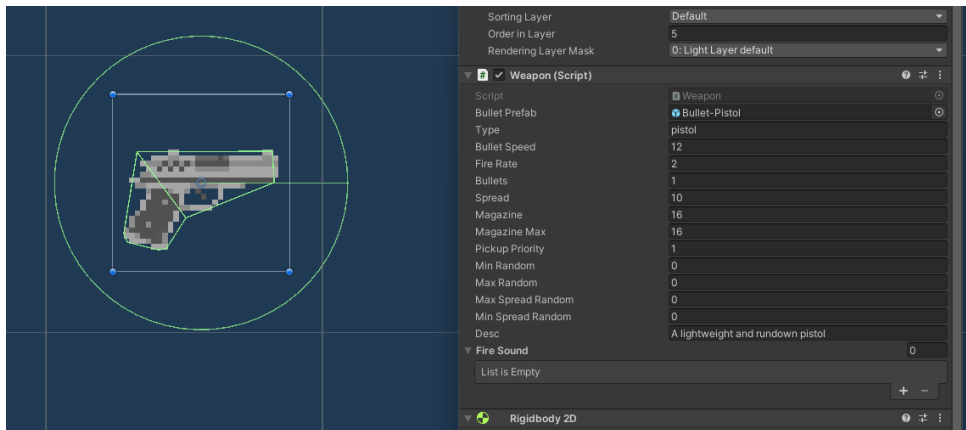 Sorting Layer Default
Order in Layer 5
Rendering Layer Mask 0: Light Layer default
# Weapon (Script)
Script Weapon
Bullet Prefab Bullet-Pistol
Type pistol
Bullet Speed 12
Fire Rate 2
Bullets 1
Spread 10
Magazine 16
Magazine Max 16
Pickup Priority 1
Min Random 0
Max Random 0
Max Spread Random 0
Min Spread Random 0
Desc A lightweight and rundown pistol
Fire Sound 0
List is Empty
+ −
Rigidbody 2D